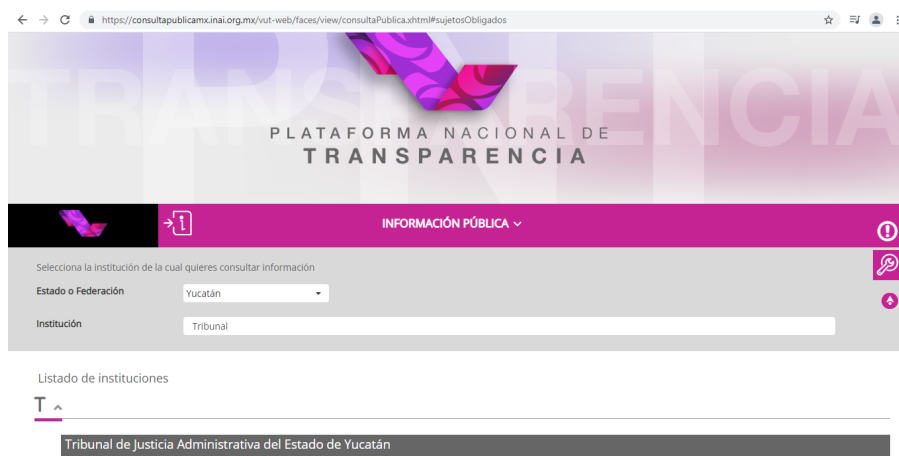 https://consultapublicamx.inai.org.mx/vut-web/faces/view/consultaPublica.xhtml#sujetosObligados
TRANSPARENCIA
PLATAFORMA NACIONAL DE
TRANSPARENCIA
INFORMACIÓN PÚBLICA
Selecciona la institución de la cual quieres consultar información
Estado o Federación
Yucatán
Institución
Tribunal
Listado de instituciones
T
Tribunal de Justicia Administrativa del Estado de Yucatán